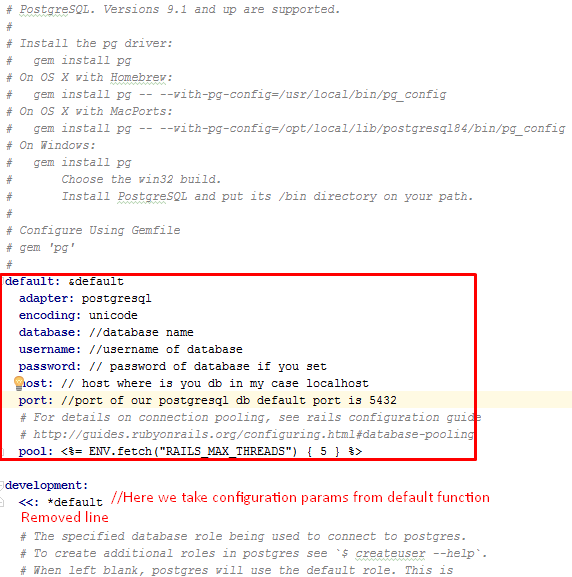 # PostgreSQL. Versions 9.1 and up are supported.
#
# Install the pg driver:
#   gem install pg
# On OS X with Homebrew:
#   gem install pg -- --with-pg-config=/usr/local/bin/pg_config
# On OS X with MacPorts:
#   gem install pg -- --with-pg-config=/opt/local/lib/postgresql84/bin/pg_config
# On Windows:
#   gem install pg
#       Choose the win32 build.
#       Install PostgreSQL and put its /bin directory on your path.
#
# Configure Using Gemfile
# gem 'pg'
#
default: &default
  adapter: postgresql
  encoding: unicode
  database: //database name
  username: //username of database
  password: // password of database if you set
  host: // host where is you db in my case localhost
  port: //port of our postgresql db default port is 5432
  # For details on connection pooling, see rails configuration guide
  # http://guides.rubyonrails.org/configuring.html#database-pooling
  pool: <%= ENV.fetch("RAILS_MAX_THREADS") { 5 } %>
development:
  <<: *default //Here we take configuration params from default function
Removed line
  # The specified database role being used to connect to postgres.
  # To create additional roles in postgres see `$ createuser --help`.
  # When left blank, postgres will use the default role. This is